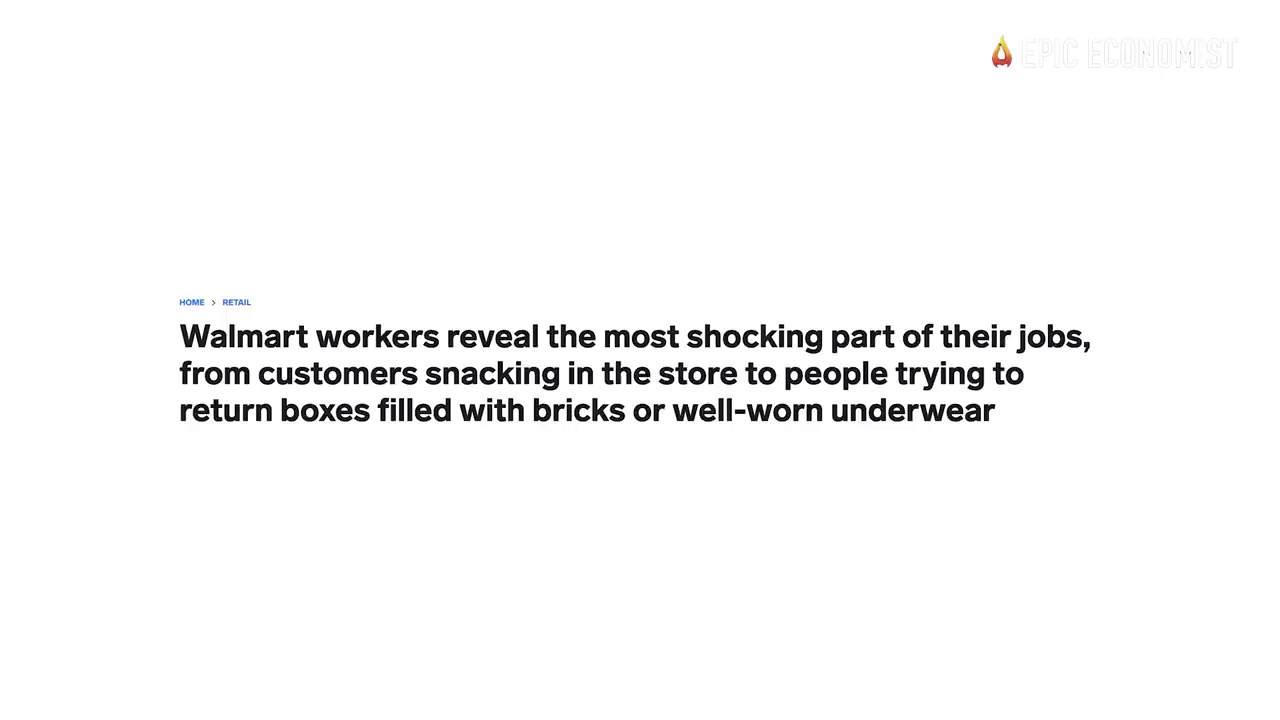 EPIC ECONOMIST
HOME > RETAIL
Walmart workers reveal the most shocking part of their jobs,
from customers snacking in the store to people trying to
return boxes filled with bricks or well-worn underwear